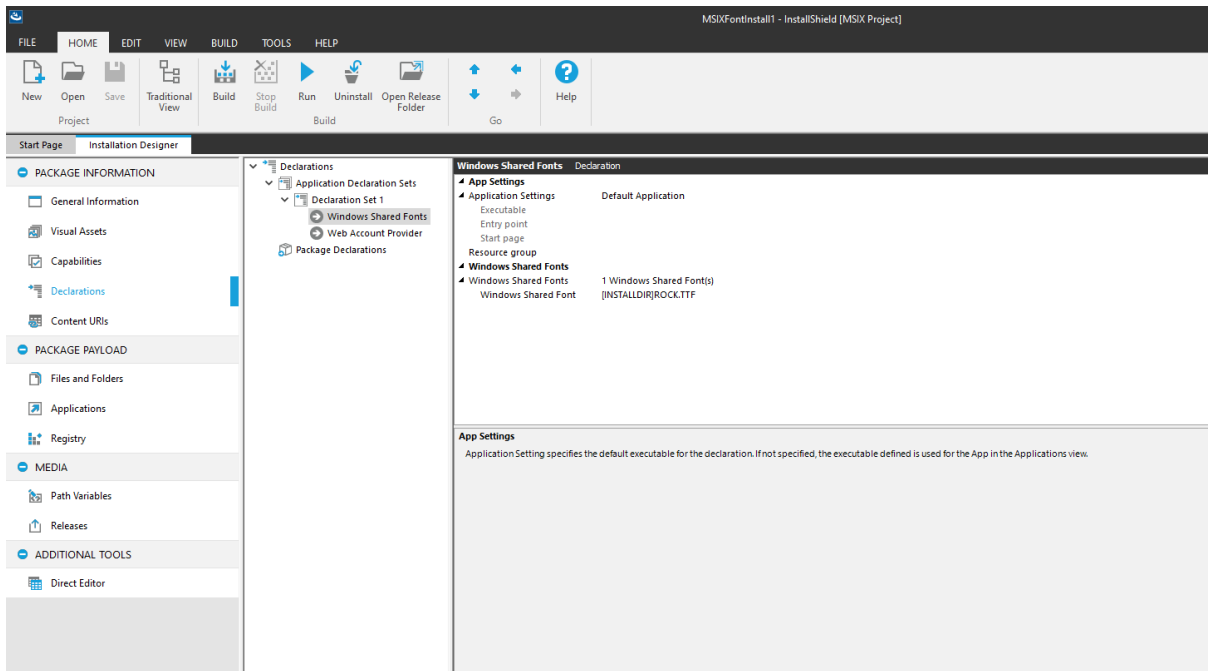 MSIXFontInstall1 - InstallShield [MSIX Project]
FILE HOME EDIT VIEW BUILD TOOLS HELP
New Open Save Traditional View Build Stop Build Run Uninstall Open Release Folder Help
Project Build Go
Start Page Installation Designer
PACKAGE INFORMATION
General Information
Visual Assets
Capabilities
Declarations
Content URIs
PACKAGE PAYLOAD
Files and Folders
Applications
Registry
MEDIA
Path Variables
Releases
ADDITIONAL TOOLS
Direct Editor
Declarations
Application Declaration Sets
Declaration Set 1
Windows Shared Fonts
Web Account Provider
Package Declarations
Windows Shared Fonts Declaration
App Settings
Application Settings Default Application
Executable
Entry point
Start page
Resource group
Windows Shared Fonts
Windows Shared Fonts 1 Windows Shared Font(s)
Windows Shared Font [INSTALLDIR]ROCK.TTF
App Settings
Application Setting specifies the default executable for the declaration. If not specified, the executable defined is used for the App in the Applications view.